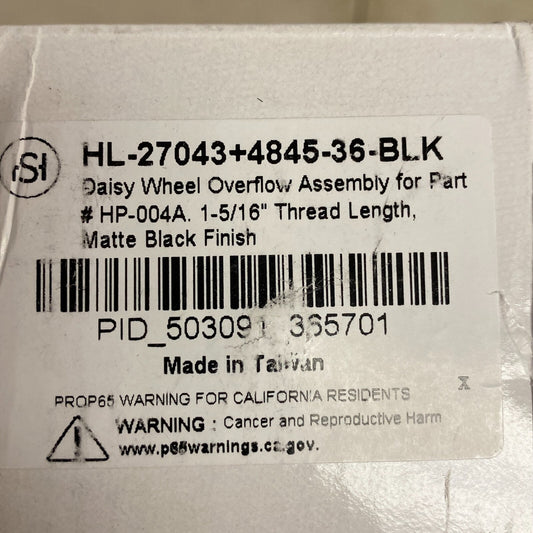 HL-27043+4845-36-BLK
Daisy Wheel Overflow Assembly for Part
# HP-004A. 1-5/16" Thread Length,
Matte Black Finish
PID_503091 365701
Made in Taiwan
PROP65 WARNING FOR CALIFORNIA RESIDENTS
WARNING : Cancer and Reproductive Harm
www.p65warnings.ca.gov.